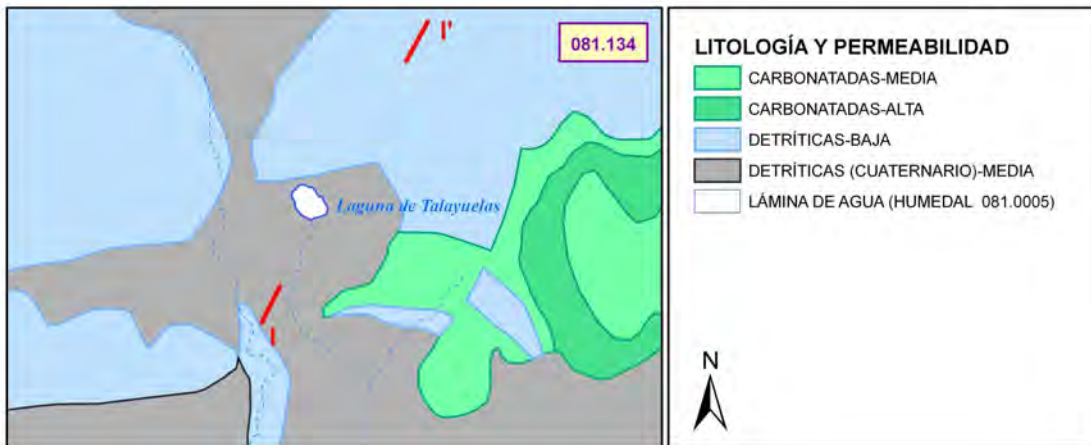 I'
081.134
Laguna de Talayuelas
I
LITOLOGÍA Y PERMEABILIDAD
CARBONATADAS-MEDIA
CARBONATADAS-ALTA
DETRÍTICAS-BAJA
DETRÍTICAS (CUATERNARIO)-MEDIA
LÁMINA DE AGUA (HUMEDAL 081.0005)
N